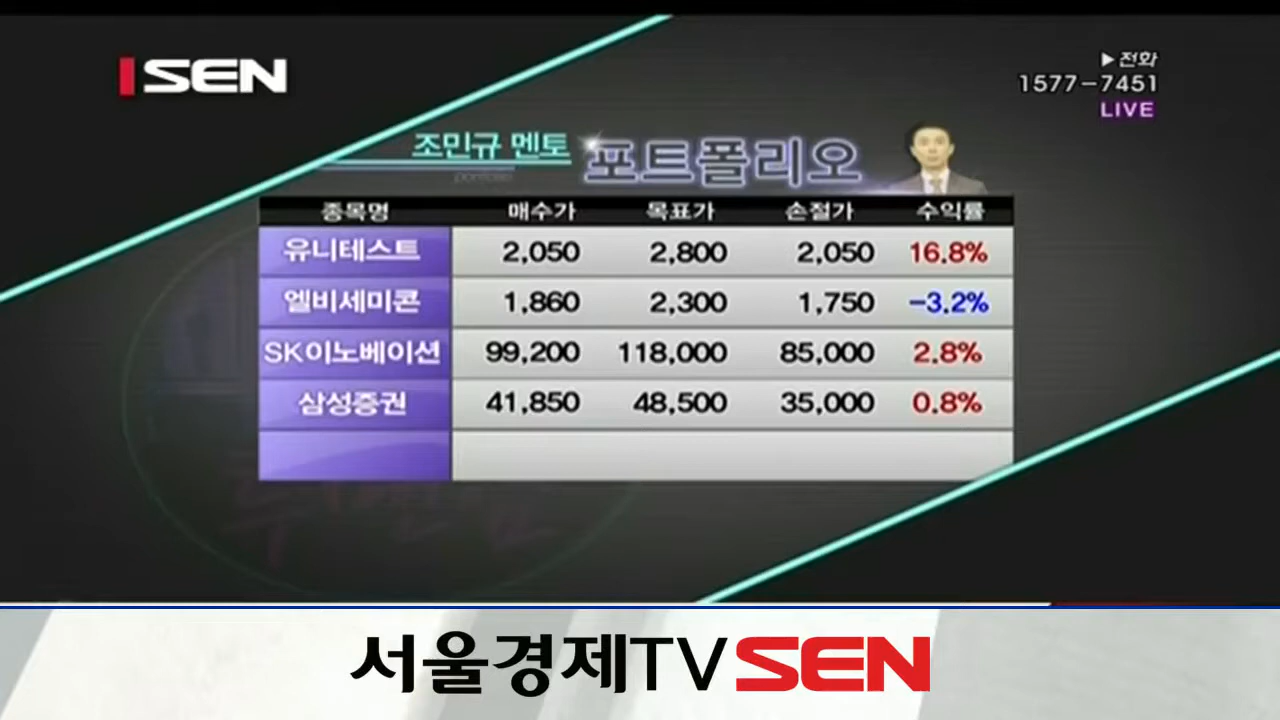 SEN
▶전화
1577-7451
LIVE
조민규 멘토 포트폴리오
portfolio
종목명 매수가 목표가 손절가 수익률
유니테스트 2,050 2,800 2,050 16.8%
엘비세미콘 1,860 2,300 1,750 -3.2%
SK이노베이션 99,200 118,000 85,000 2.8%
삼성증권 41,850 48,500 35,000 0.8%
서울경제TV SEN